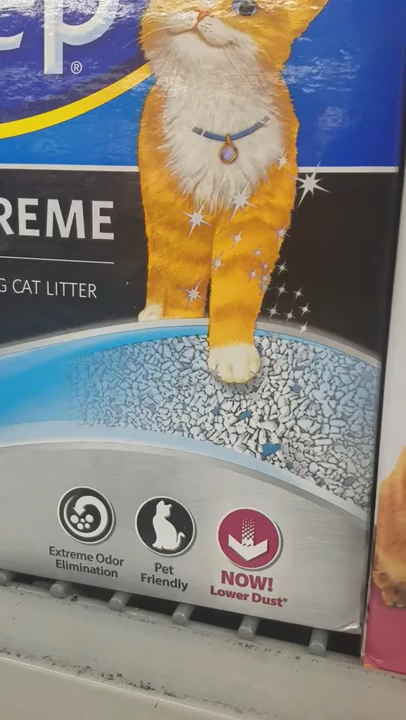 ®
REME
CAT LITTER
Extreme Odor
Elimination
Pet
Friendly
NOW!
Lower Dust*